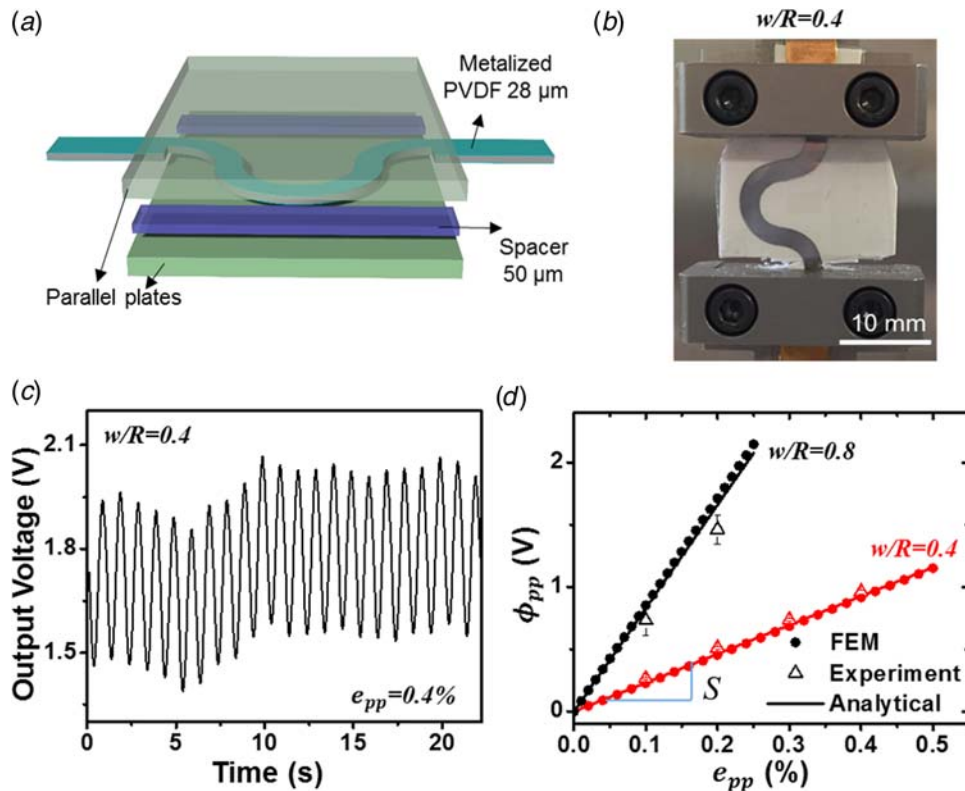 (a)
Metalized
PVDF 28 μm
Spacer
50 μm
Parallel plates
(b)
w/R=0.4
10 mm
(c)
w/R=0.4
2.1
1.8
1.5
Output Voltage (V)
e_pp=0.4%
0 5 10 15 20
Time (s)
(d)
2
1
0
ϕ_pp (V)
w/R=0.8
w/R=0.4
FEM
Experiment
Analytical
S
0.0 0.1 0.2 0.3 0.4 0.5
e_pp (%)